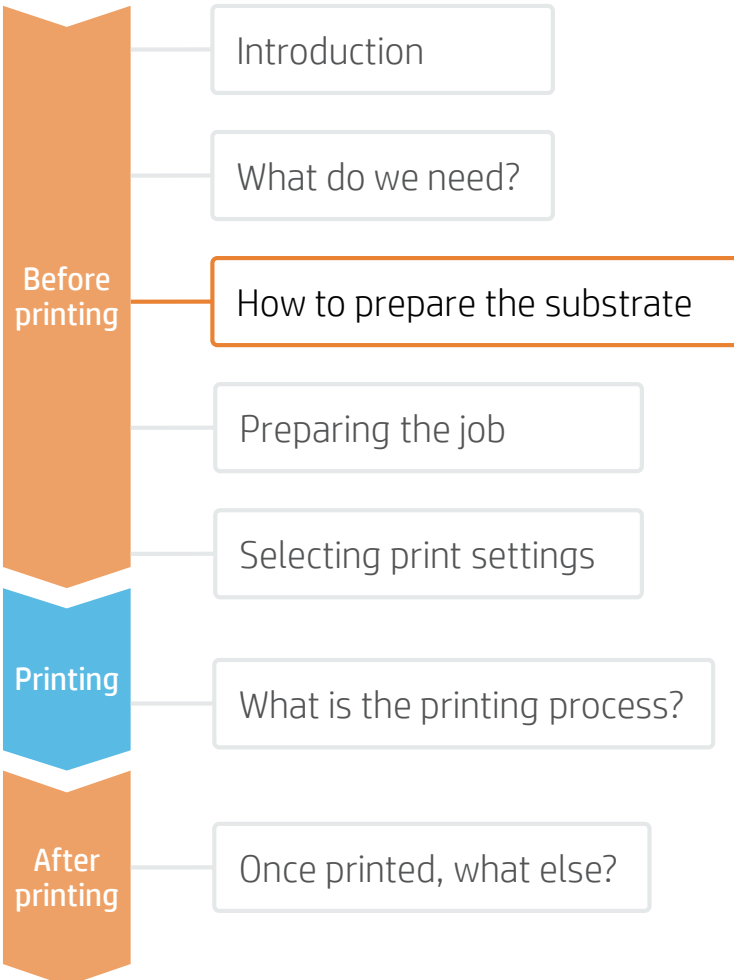 Introduction
What do we need?
Before
printing
How to prepare the substrate
Preparing the job
Selecting print settings
Printing
What is the printing process?
After
printing
Once printed, what else?